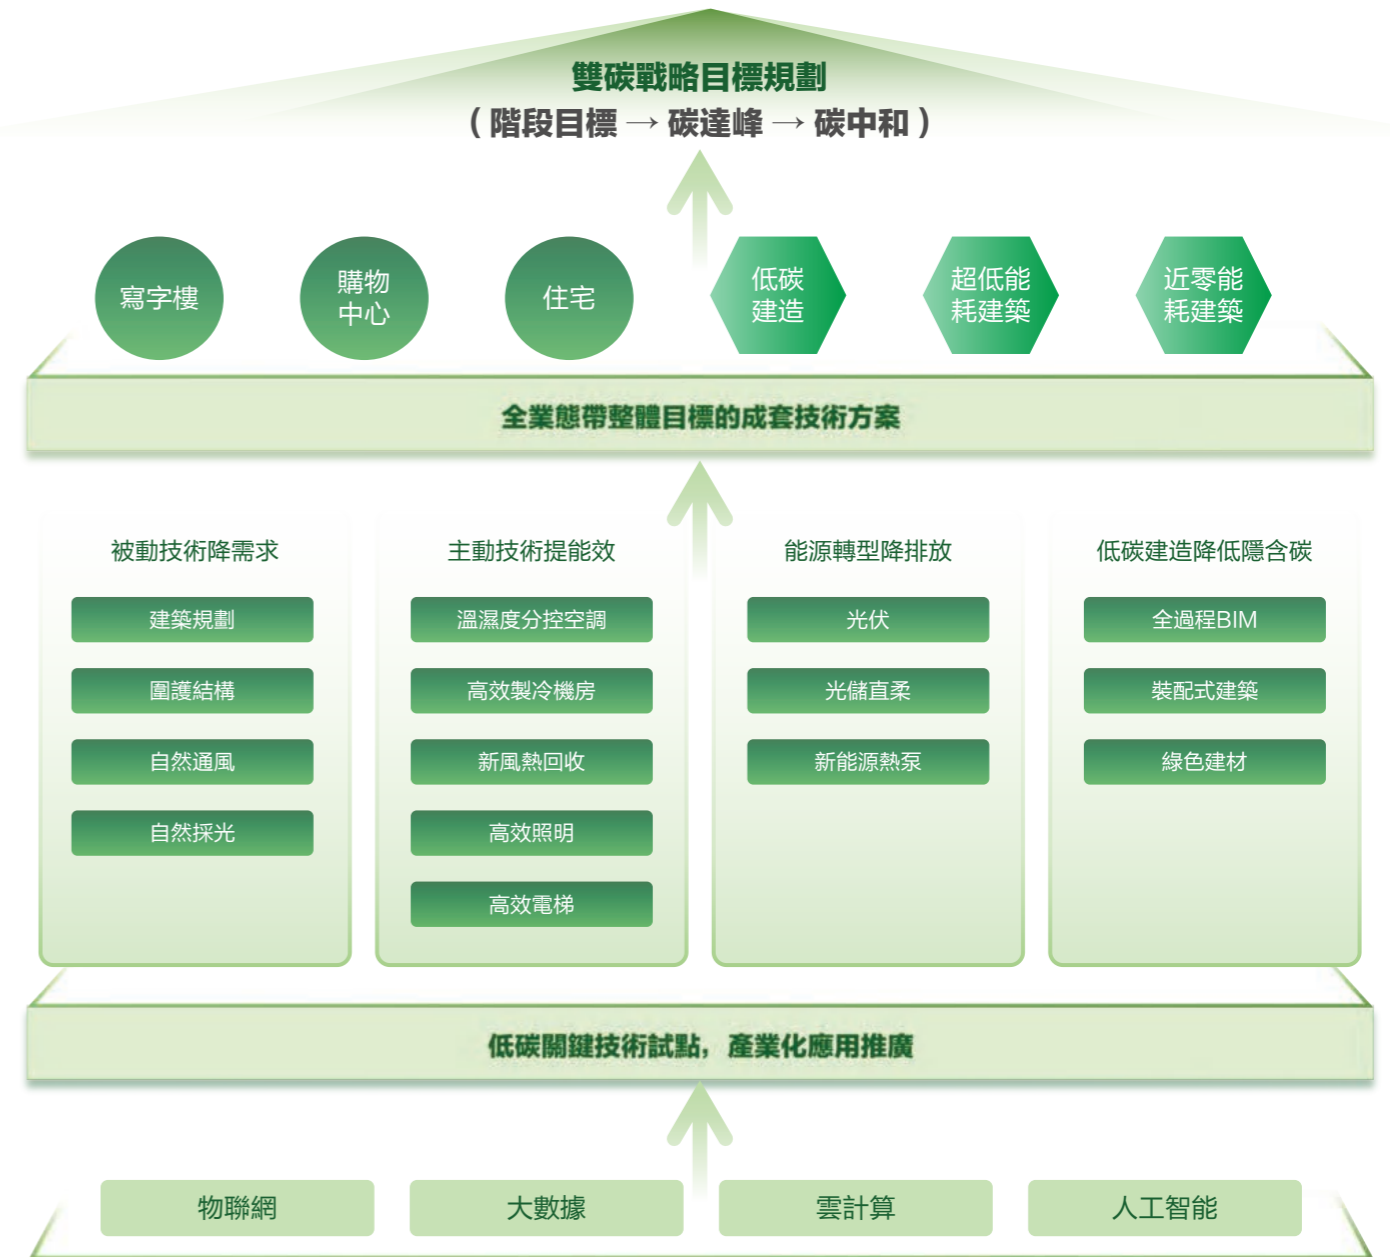 雙碳戰略目標規劃
（階段目標 → 碳達峰 → 碳中和）
寫字樓
購物
中心
住宅
低碳
建造
超低能
耗建築
近零能
耗建築
全業態帶整體目標的成套技術方案
被動技術降需求
建築規劃
圍護結構
自然通風
自然採光
主動技術提能效
溫濕度分控空調
高效製冷機房
新風熱回收
高效照明
高效電梯
能源轉型降排放
光伏
光儲直柔
新能源熱泵
低碳建造降低隱含碳
全過程BIM
裝配式建築
綠色建材
低碳關鍵技術試點，產業化應用推廣
物聯網
大數據
雲計算
人工智能